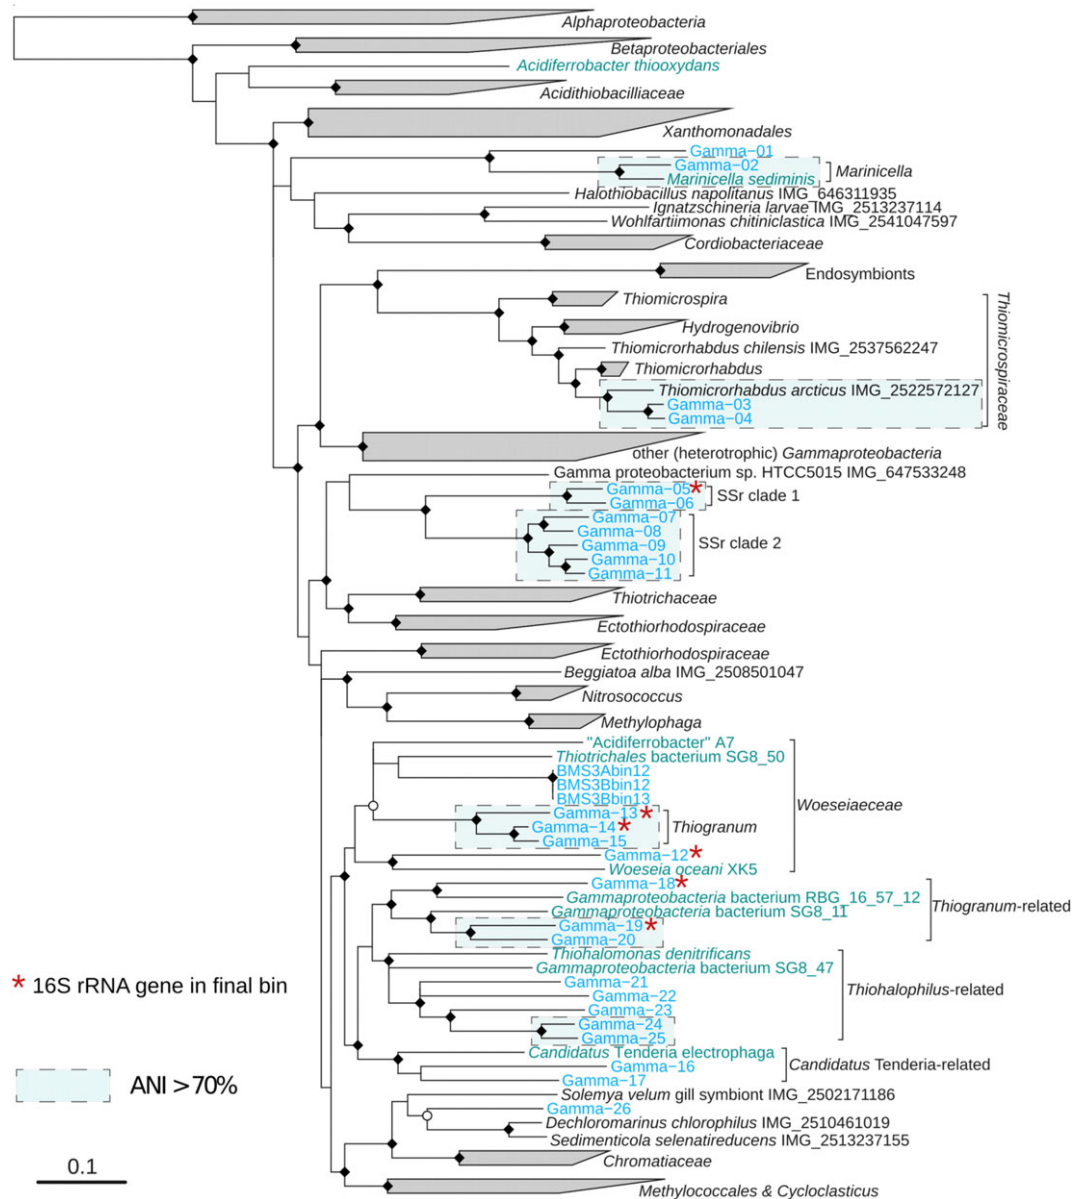 Alphaproteobacteria
Betaproteobacteriales
Acidiferrobacter thiooxydans
Acidithiobacilliaceae
Xanthomonadales
Gamma−01
Gamma−02
Marinicella sediminis
Marinicella
Halothiobacillus napolitanus IMG_646311935
Ignatzschineria larvae IMG_2513237114
Wohlfartiimonas chitiniclastica IMG_2541047597
Cordiobacteriaceae
Endosymbionts
Thiomicrospira
Hydrogenovibrio
Thiomicrorhabdus chilensis IMG_2537562247
Thiomicrorhabdus
Thiomicrorhabdus arcticus IMG_2522572127
Gamma−03
Gamma−04
Thiomicrospiraceae
other (heterotrophic) Gammaproteobacteria
Gamma proteobacterium sp. HTCC5015 IMG_647533248
Gamma−05*
Gamma−06
SSr clade 1
Gamma−07
Gamma−08
Gamma−09
Gamma−10
Gamma−11
SSr clade 2
Thiotrichaceae
Ectothiorhodospiraceae
Ectothiorhodospiraceae
Beggiatoa alba IMG_2508501047
Nitrosococcus
Methylophaga
"Acidiferrobacter" A7
Thiotrichales bacterium SG8_50
BMS3Abin12
BMS3Bbin12
BMS3Bbin13
Gamma−13*
Gamma−14*
Gamma−15
Thiogranum
Gamma−12*
Woeseia oceani XK5
Woeseiaeceae
Gamma−18*
Gammaproteobacteria bacterium RBG_16_57_12
Gammaproteobacteria bacterium SG8_11
Gamma−19*
Gamma−20
Thiogranum-related
Thiohalomonas denitrificans
Gammaproteobacteria bacterium SG8_47
Gamma−21
Gamma−22
Gamma−23
Gamma−24
Gamma−25
Thiohalophilus-related
Candidatus Tenderia electrophaga
Gamma−16
Gamma−17
Candidatus Tenderia-related
Solemya velum gill symbiont IMG_2502171186
Gamma−26
Dechloromarinus chlorophilus IMG_2510461019
Sedimenticola selenatireducens IMG_2513237155
Chromatiaceae
Methylococcales & Cycloclasticus
* 16S rRNA gene in final bin
ANI >70%
0.1